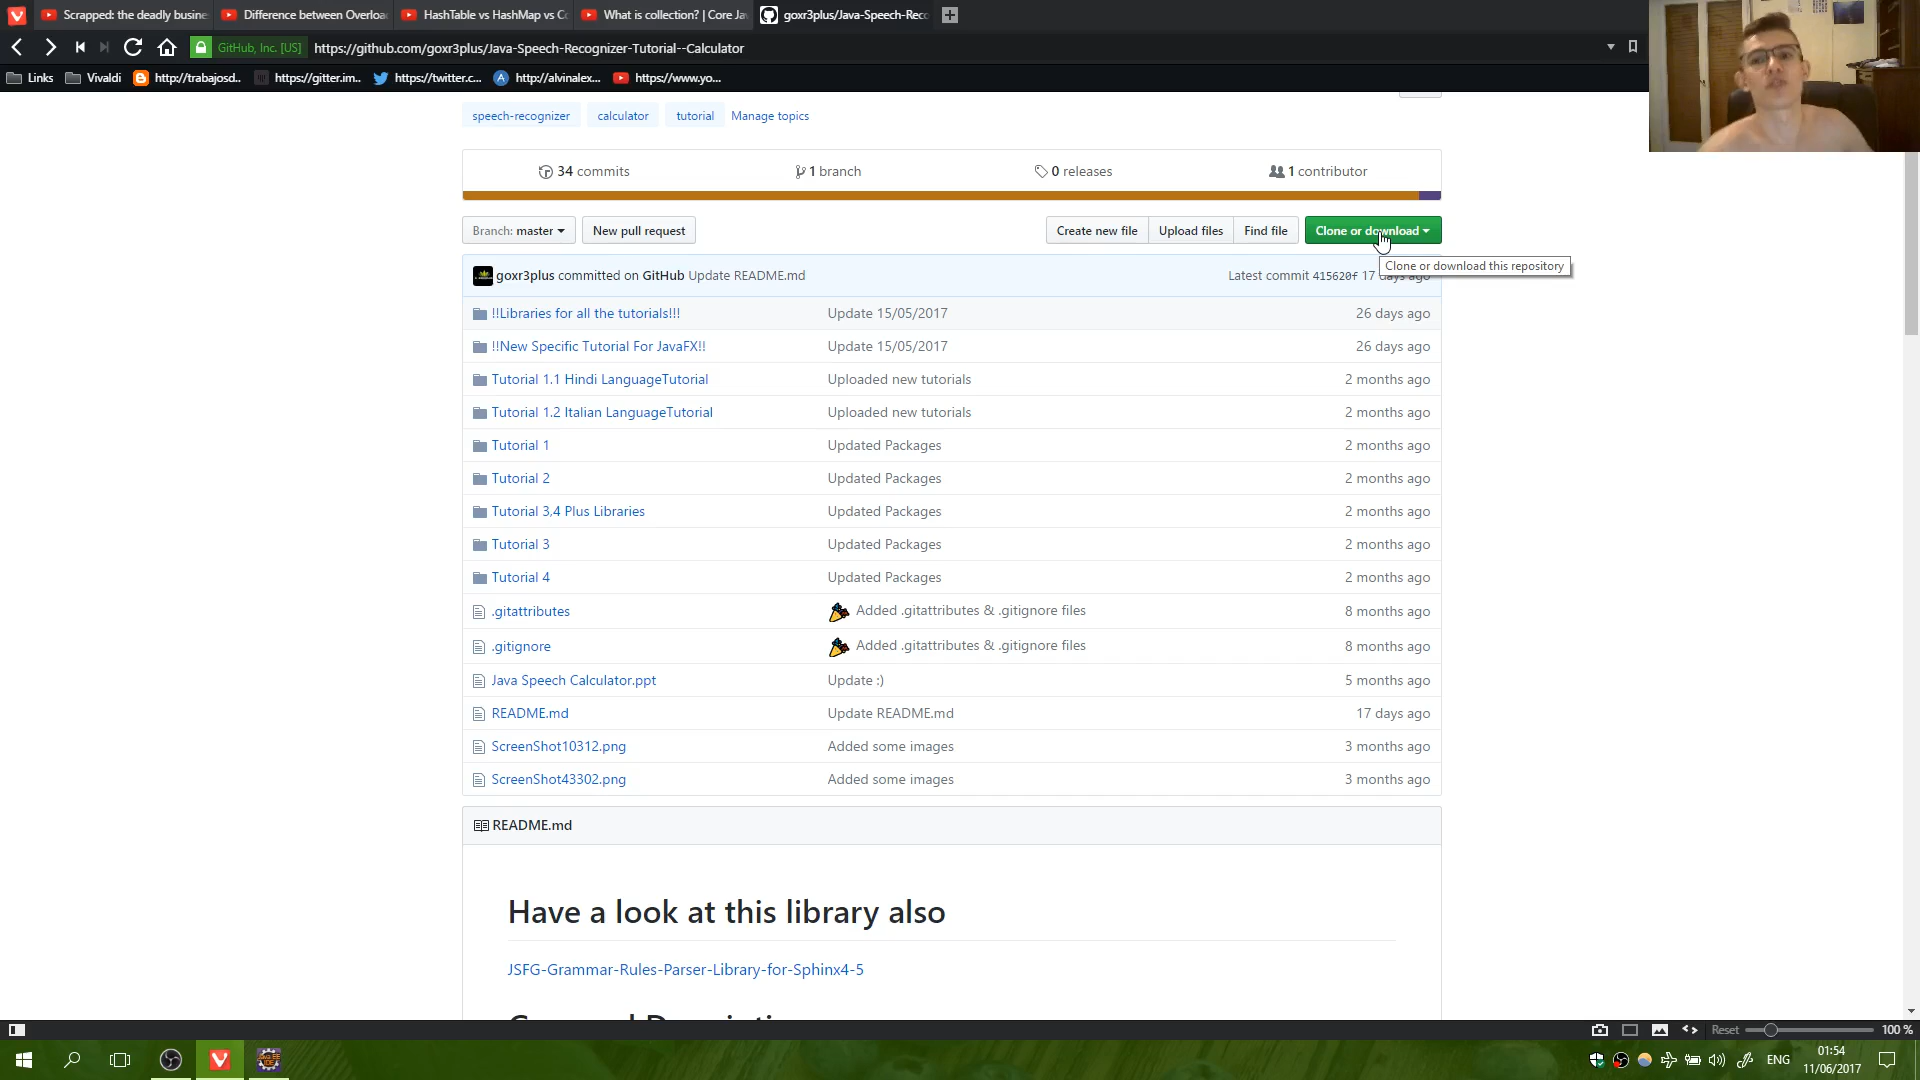 Scrapped: the deadly busine
Difference between Overloa
HashTable vs HashMap vs Co
What is collection? | Core Ja
goxr3plus/Java-Speech-Reco
GitHub, Inc. [US]
https://github.com/goxr3plus/Java-Speech-Recognizer-Tutorial--Calculator
Links
Vivaldi
http://trabajosd..
https://gitter.im..
https://twitter.c...
http://alvinalex...
https://www.yo...
speech-recognizer
calculator
tutorial
Manage topics
34 commits
1 branch
0 releases
1 contributor
Branch: master
New pull request
Create new file
Upload files
Find file
Clone or download
Clone or download this repository
goxr3plus committed on GitHub Update README.md
Latest commit 415620f 17 days ago
!!Libraries for all the tutorials!!!
Update 15/05/2017
26 days ago
!!New Specific Tutorial For JavaFX!!
Update 15/05/2017
26 days ago
Tutorial 1.1 Hindi LanguageTutorial
Uploaded new tutorials
2 months ago
Tutorial 1.2 Italian LanguageTutorial
Uploaded new tutorials
2 months ago
Tutorial 1
Updated Packages
2 months ago
Tutorial 2
Updated Packages
2 months ago
Tutorial 3,4 Plus Libraries
Updated Packages
2 months ago
Tutorial 3
Updated Packages
2 months ago
Tutorial 4
Updated Packages
2 months ago
.gitattributes
Added .gitattributes & .gitignore files
8 months ago
.gitignore
Added .gitattributes & .gitignore files
8 months ago
Java Speech Calculator.ppt
Update :)
5 months ago
README.md
Update README.md
17 days ago
ScreenShot10312.png
Added some images
3 months ago
ScreenShot43302.png
Added some images
3 months ago
README.md
Have a look at this library also
JSFG-Grammar-Rules-Parser-Library-for-Sphinx4-5
Reset
100 %
ENG
01:54
11/06/2017